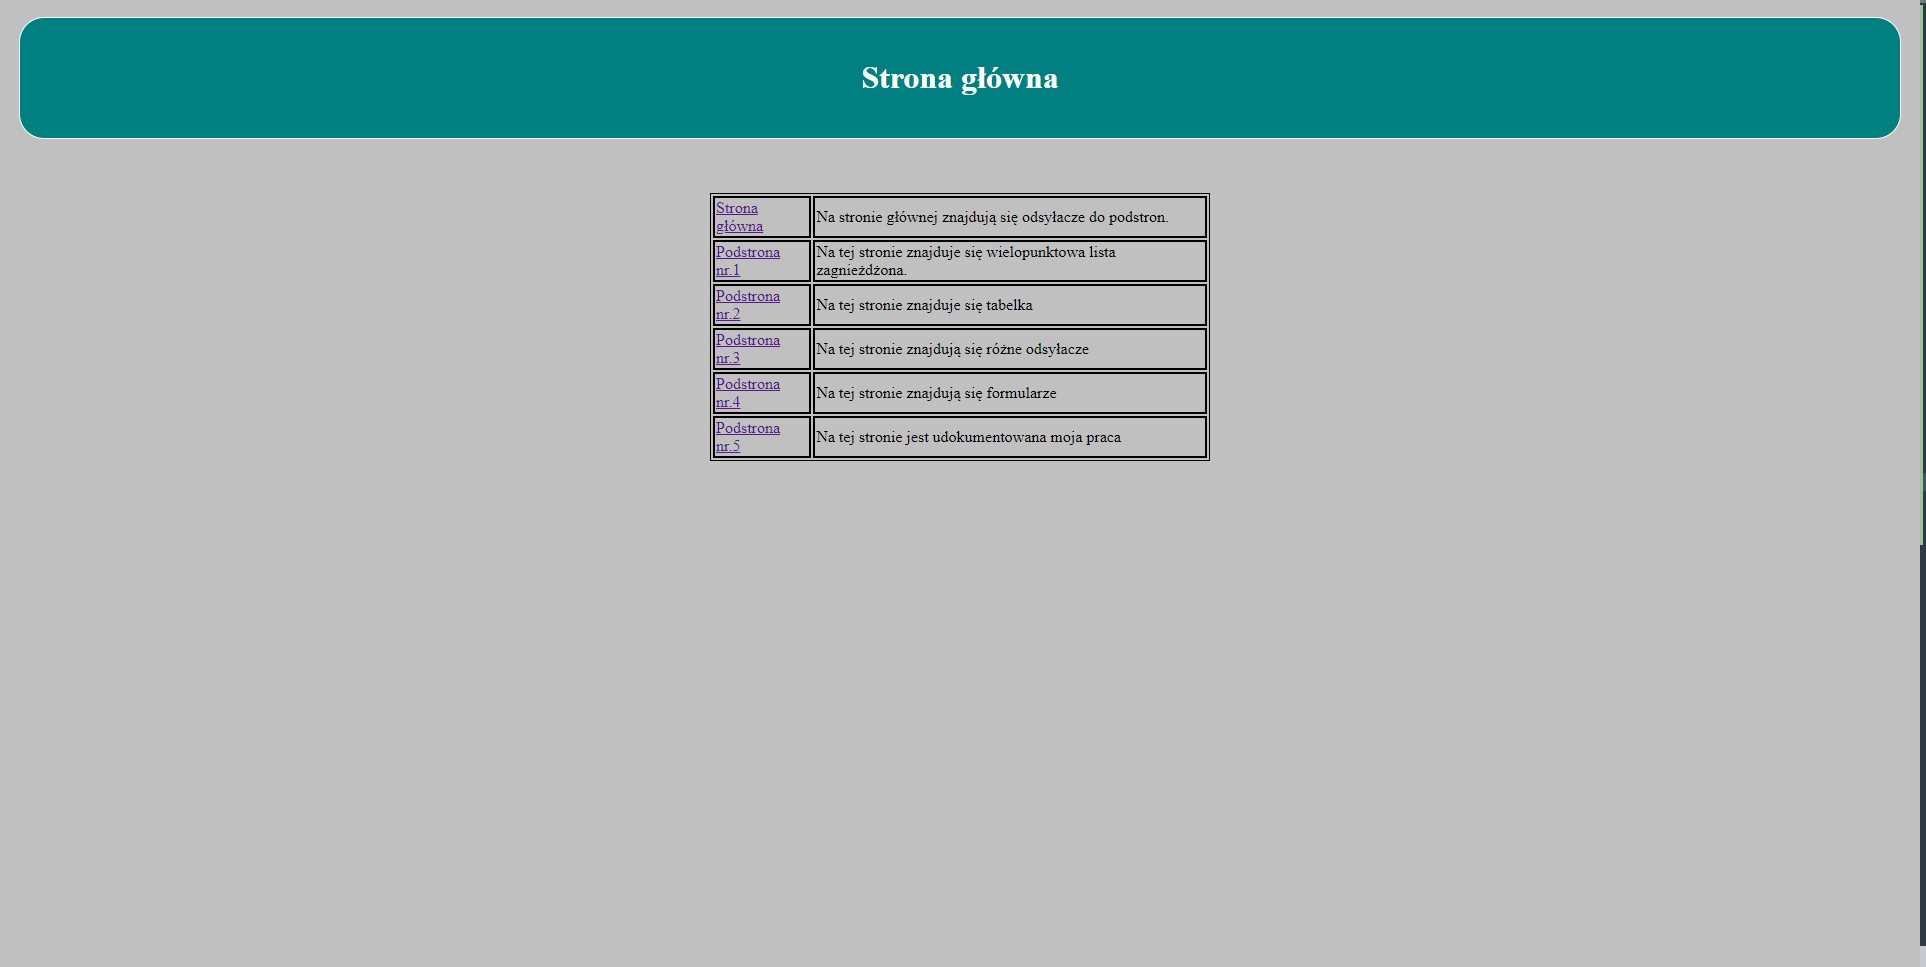 Strona główna
Strona
główna
Na stronie głównej znajdują się odsyłacze do podstron.
Podstrona
nr.1
Na tej stronie znajduje się wielopunktowa lista
zagnieżdżona.
Podstrona
nr.2
Na tej stronie znajduje się tabelka
Podstrona
nr.3
Na tej stronie znajdują się różne odsyłacze
Podstrona
nr.4
Na tej stronie znajdują się formularze
Podstrona
nr.5
Na tej stronie jest udokumentowana moja praca